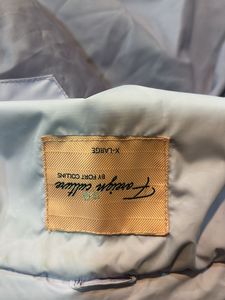 Foreign culture
BY FORT COLLINS
X-LARGE